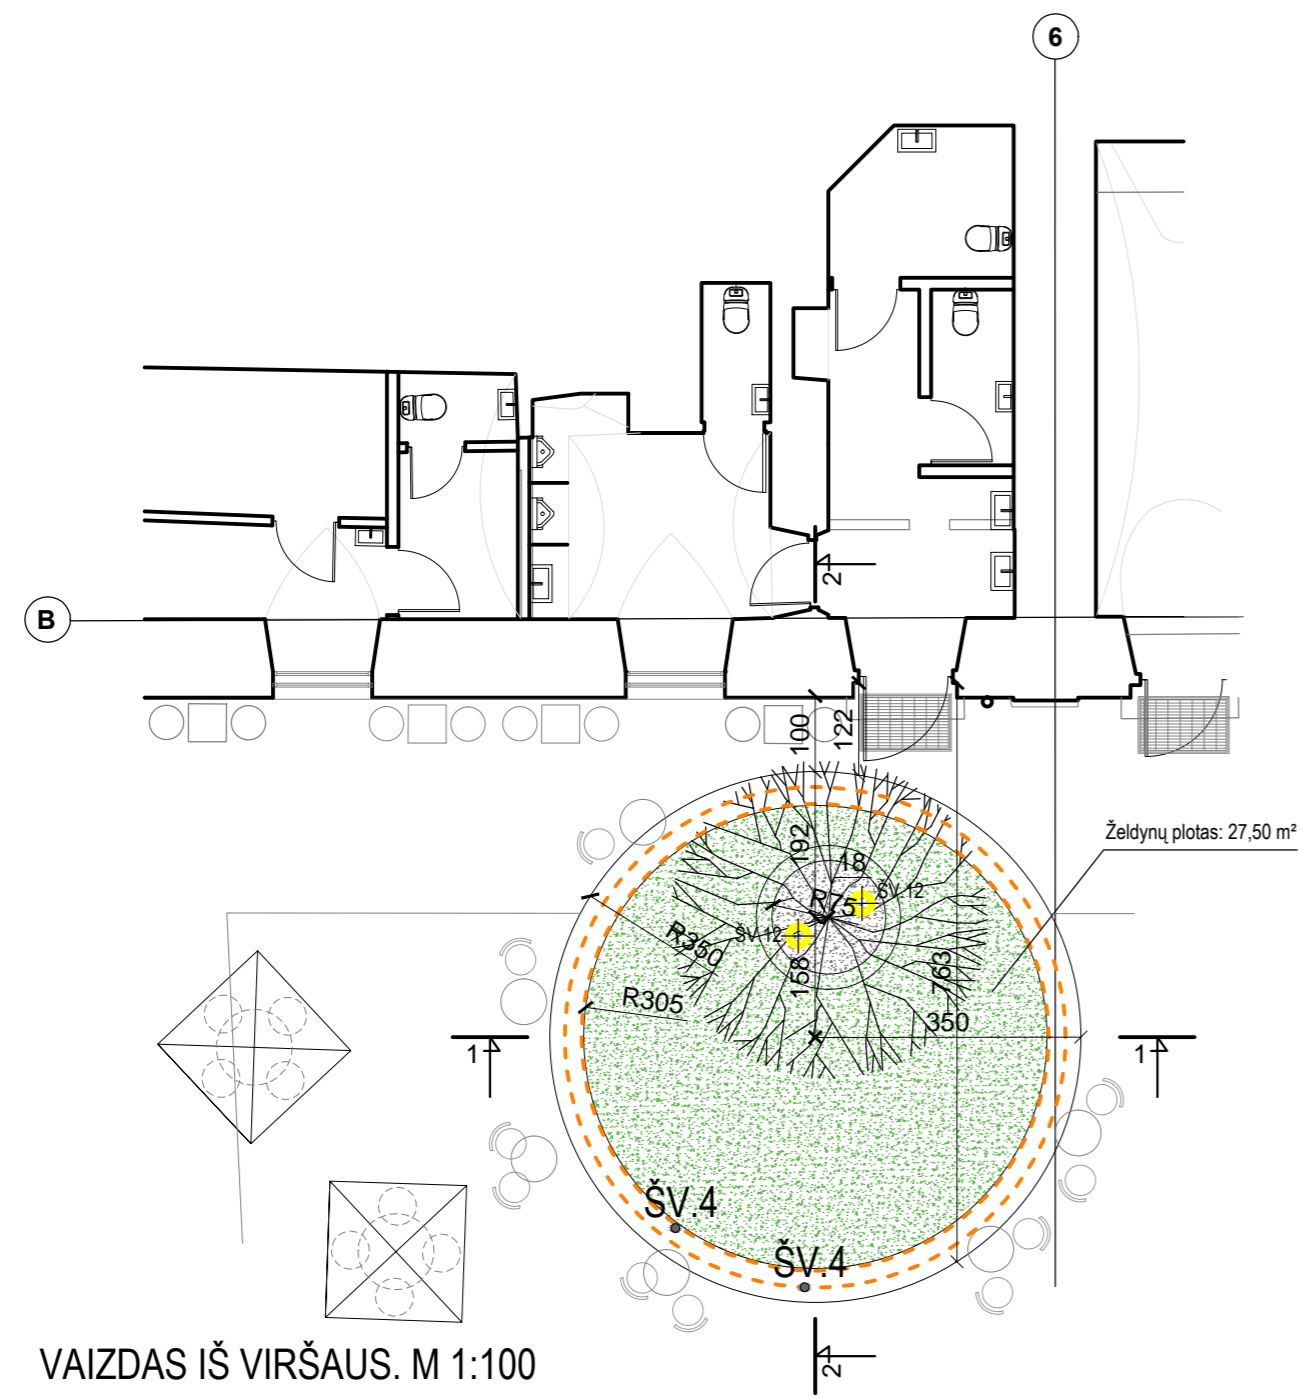 6
B
2
100
122
Želdynų plotas: 27,50 m²
192
18
R75
ŠV.12
ŠV.12
R350
158
763
R305
350
1
1
ŠV.4
ŠV.4
2
VAIZDAS IŠ VIRŠAUS. M 1:100